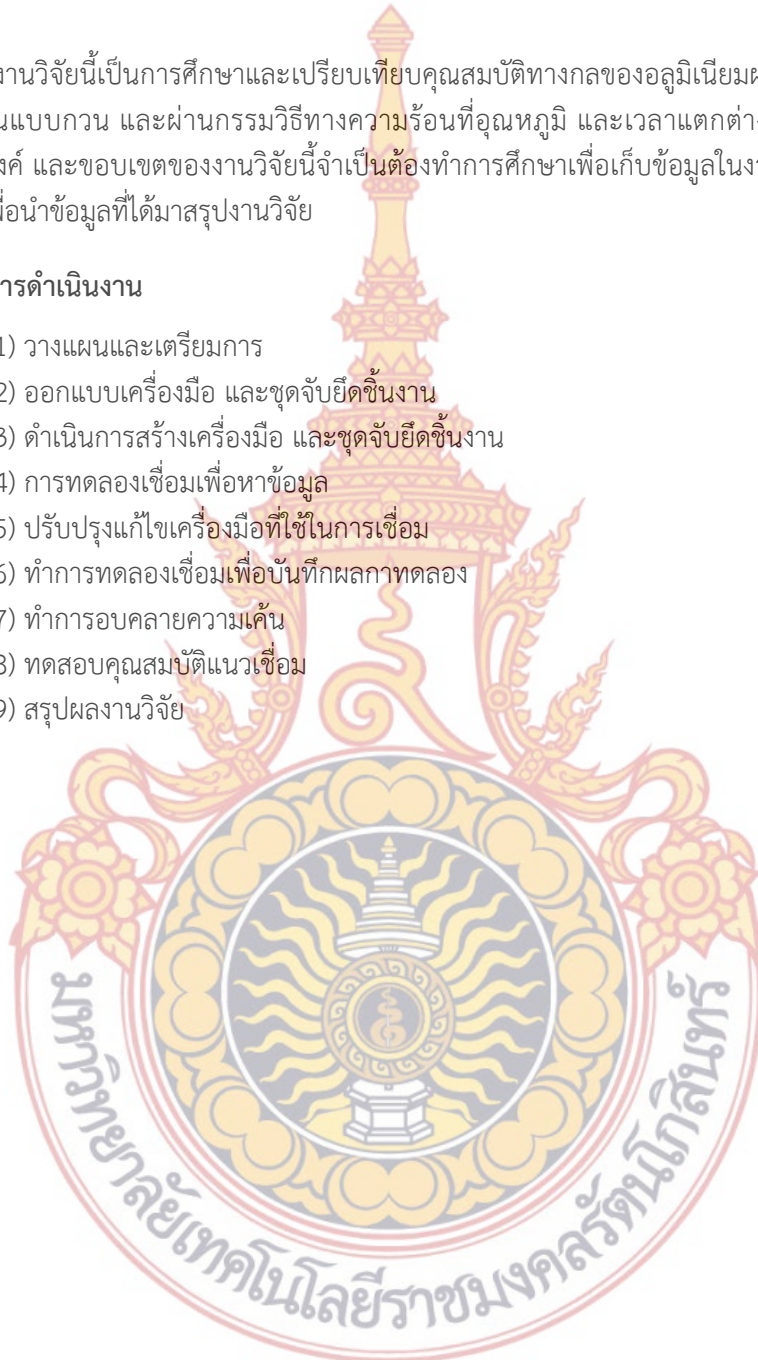 งานวิจัยนี้เป็นการศึกษาและเปรียบเทียบคุณสมบัติทางกลของอลูมิเนียมผ
นแบบกวน และผ่านกรรมวิธีทางความร้อนที่อุณหภูมิ และเวลาแตกต่าง
งค์ และขอบเขตของงานวิจัยนี้จำเป็นต้องทำการศึกษาเพื่อเก็บข้อมูลในงา
พื่อนำข้อมูลที่ได้มาสรุปงานวิจัย
ารดำเนินงาน
1) วางแผนและเตรียมการ
2) ออกแบบเครื่องมือ และชุดจับยึดชิ้นงาน
3) ดำเนินการสร้างเครื่องมือ และชุดจับยึดชิ้นงาน
4) การทดลองเชื่อมเพื่อหาข้อมูล
5) ปรับปรุงแก้ไขเครื่องมือที่ใช้ในการเชื่อม
6) ทำการทดลองเชื่อมเพื่อบันทึกผลกาทดลอง
7) ทำการอบคลายความเค้น
8) ทดสอบคุณสมบัติแนวเชื่อม
9) สรุปผลงานวิจัย
มหาวิทยาลัยเทคโนโลยีราชมงคลรัตนโกสินทร์